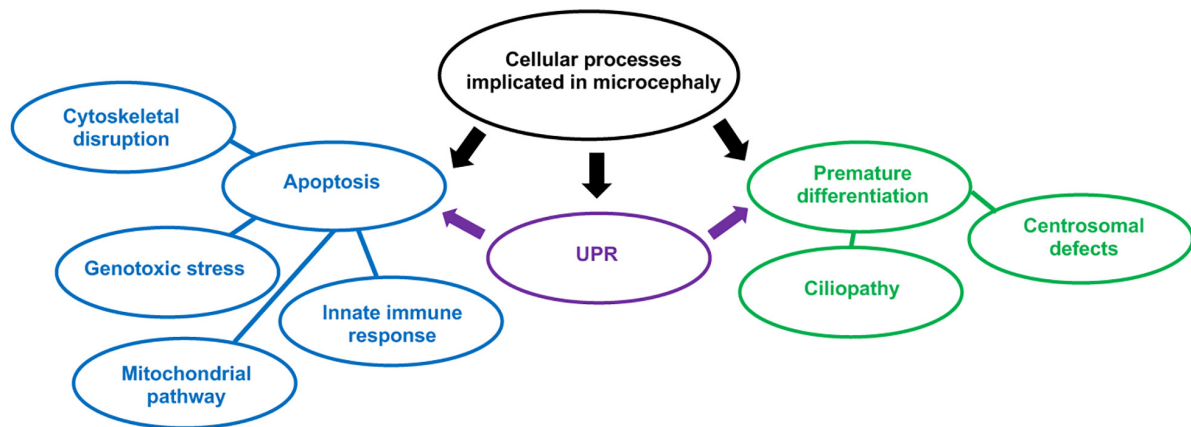 Cellular processes
implicated in microcephaly
Cytoskeletal
disruption
Apoptosis
Premature
differentiation
Centrosomal
defects
Genotoxic stress
UPR
Ciliopathy
Innate immune
response
Mitochondrial
pathway